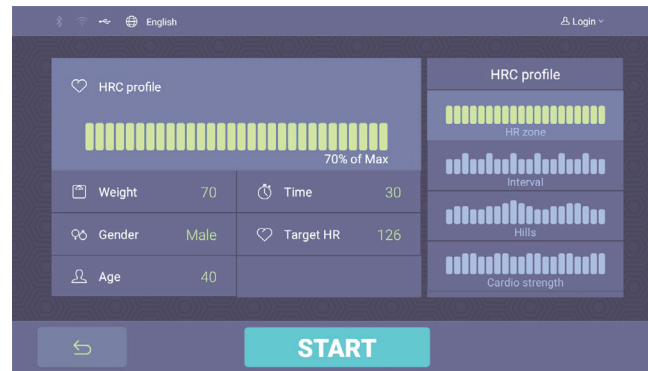 English
Login
HRC profile
70% of Max
Weight 70
Time 30
Gender Male
Target HR 126
Age 40
HRC profile
HR zone
Interval
Hills
Cardio strength
START